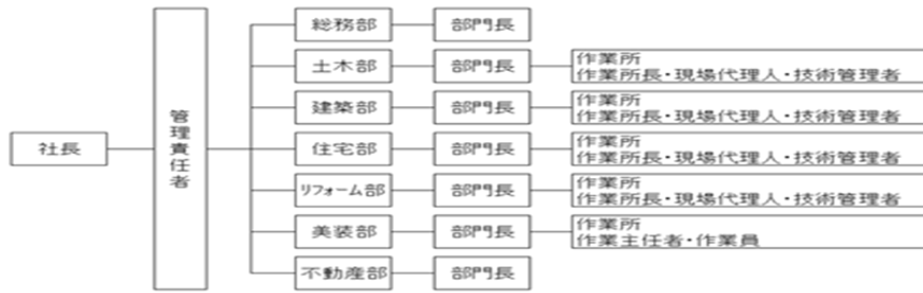 社長
管理責任者
総務部
部門長
土木部
部門長
作業所
作業所長・現場代理人・技術管理者
建築部
部門長
作業所
作業所長・現場代理人・技術管理者
住宅部
部門長
作業所
作業所長・現場代理人・技術管理者
リフォーム部
部門長
作業所
作業所長・現場代理人・技術管理者
美装部
部門長
作業所
作業主任者・作業員
不動産部
部門長